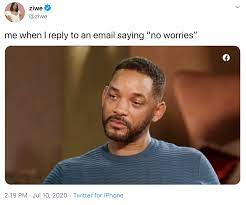 ziwe
@ziwe
me when I reply to an email saying "no worries"
2:19 PM · Jul 10, 2020 · Twitter for iPhone